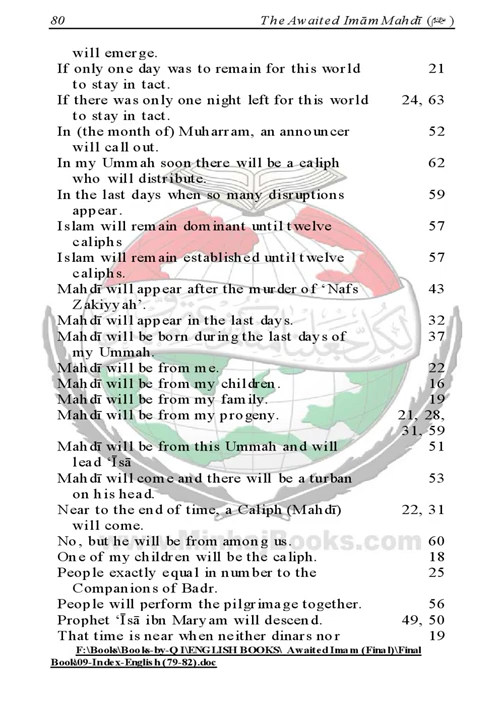 80 The Awaited Imām Mahdī ( )
will emerge.
If only one day was to remain for this world 21
to stay in tact.
If there was only one night left for this world 24, 63
to stay in tact.
In (the month of) Muharram, an announcer 52
will call out.
In my Ummah soon there will be a caliph 62
who will distribute.
In the last days when so many disruptions 59
appear.
Islam will remain dominant until twelve 57
caliphs
Islam will remain established until twelve 57
caliphs.
Mahdī will appear after the murder of ‘Nafs 43
Zakiyyah’.
Mahdī will appear in the last days. 32
Mahdī will be born during the last days of 37
my Ummah.
Mahdī will be from me. 22
Mahdī will be from my children. 16
Mahdī will be from my family. 19
Mahdī will be from my progeny. 21, 28,
31, 59
Mahdī will be from this Ummah and will 51
lead ‘Īsā
Mahdī will come and there will be a turban 53
on his head.
Near to the end of time, a Caliph (Mahdī) 22, 31
will come.
No, but he will be from among us. 60
www.MinhajBooks.com
One of my children will be the caliph. 18
People exactly equal in number to the 25
Companions of Badr.
People will perform the pilgrimage together. 56
Prophet ‘Īsā ibn Maryam will descend. 49, 50
That time is near when neither dinars nor 19
F:\Books\Books-by-Q I\ENGLISH BOOKS\ Awaited Imam (Final)\Final
Book\09-Index-English (79-82).doc